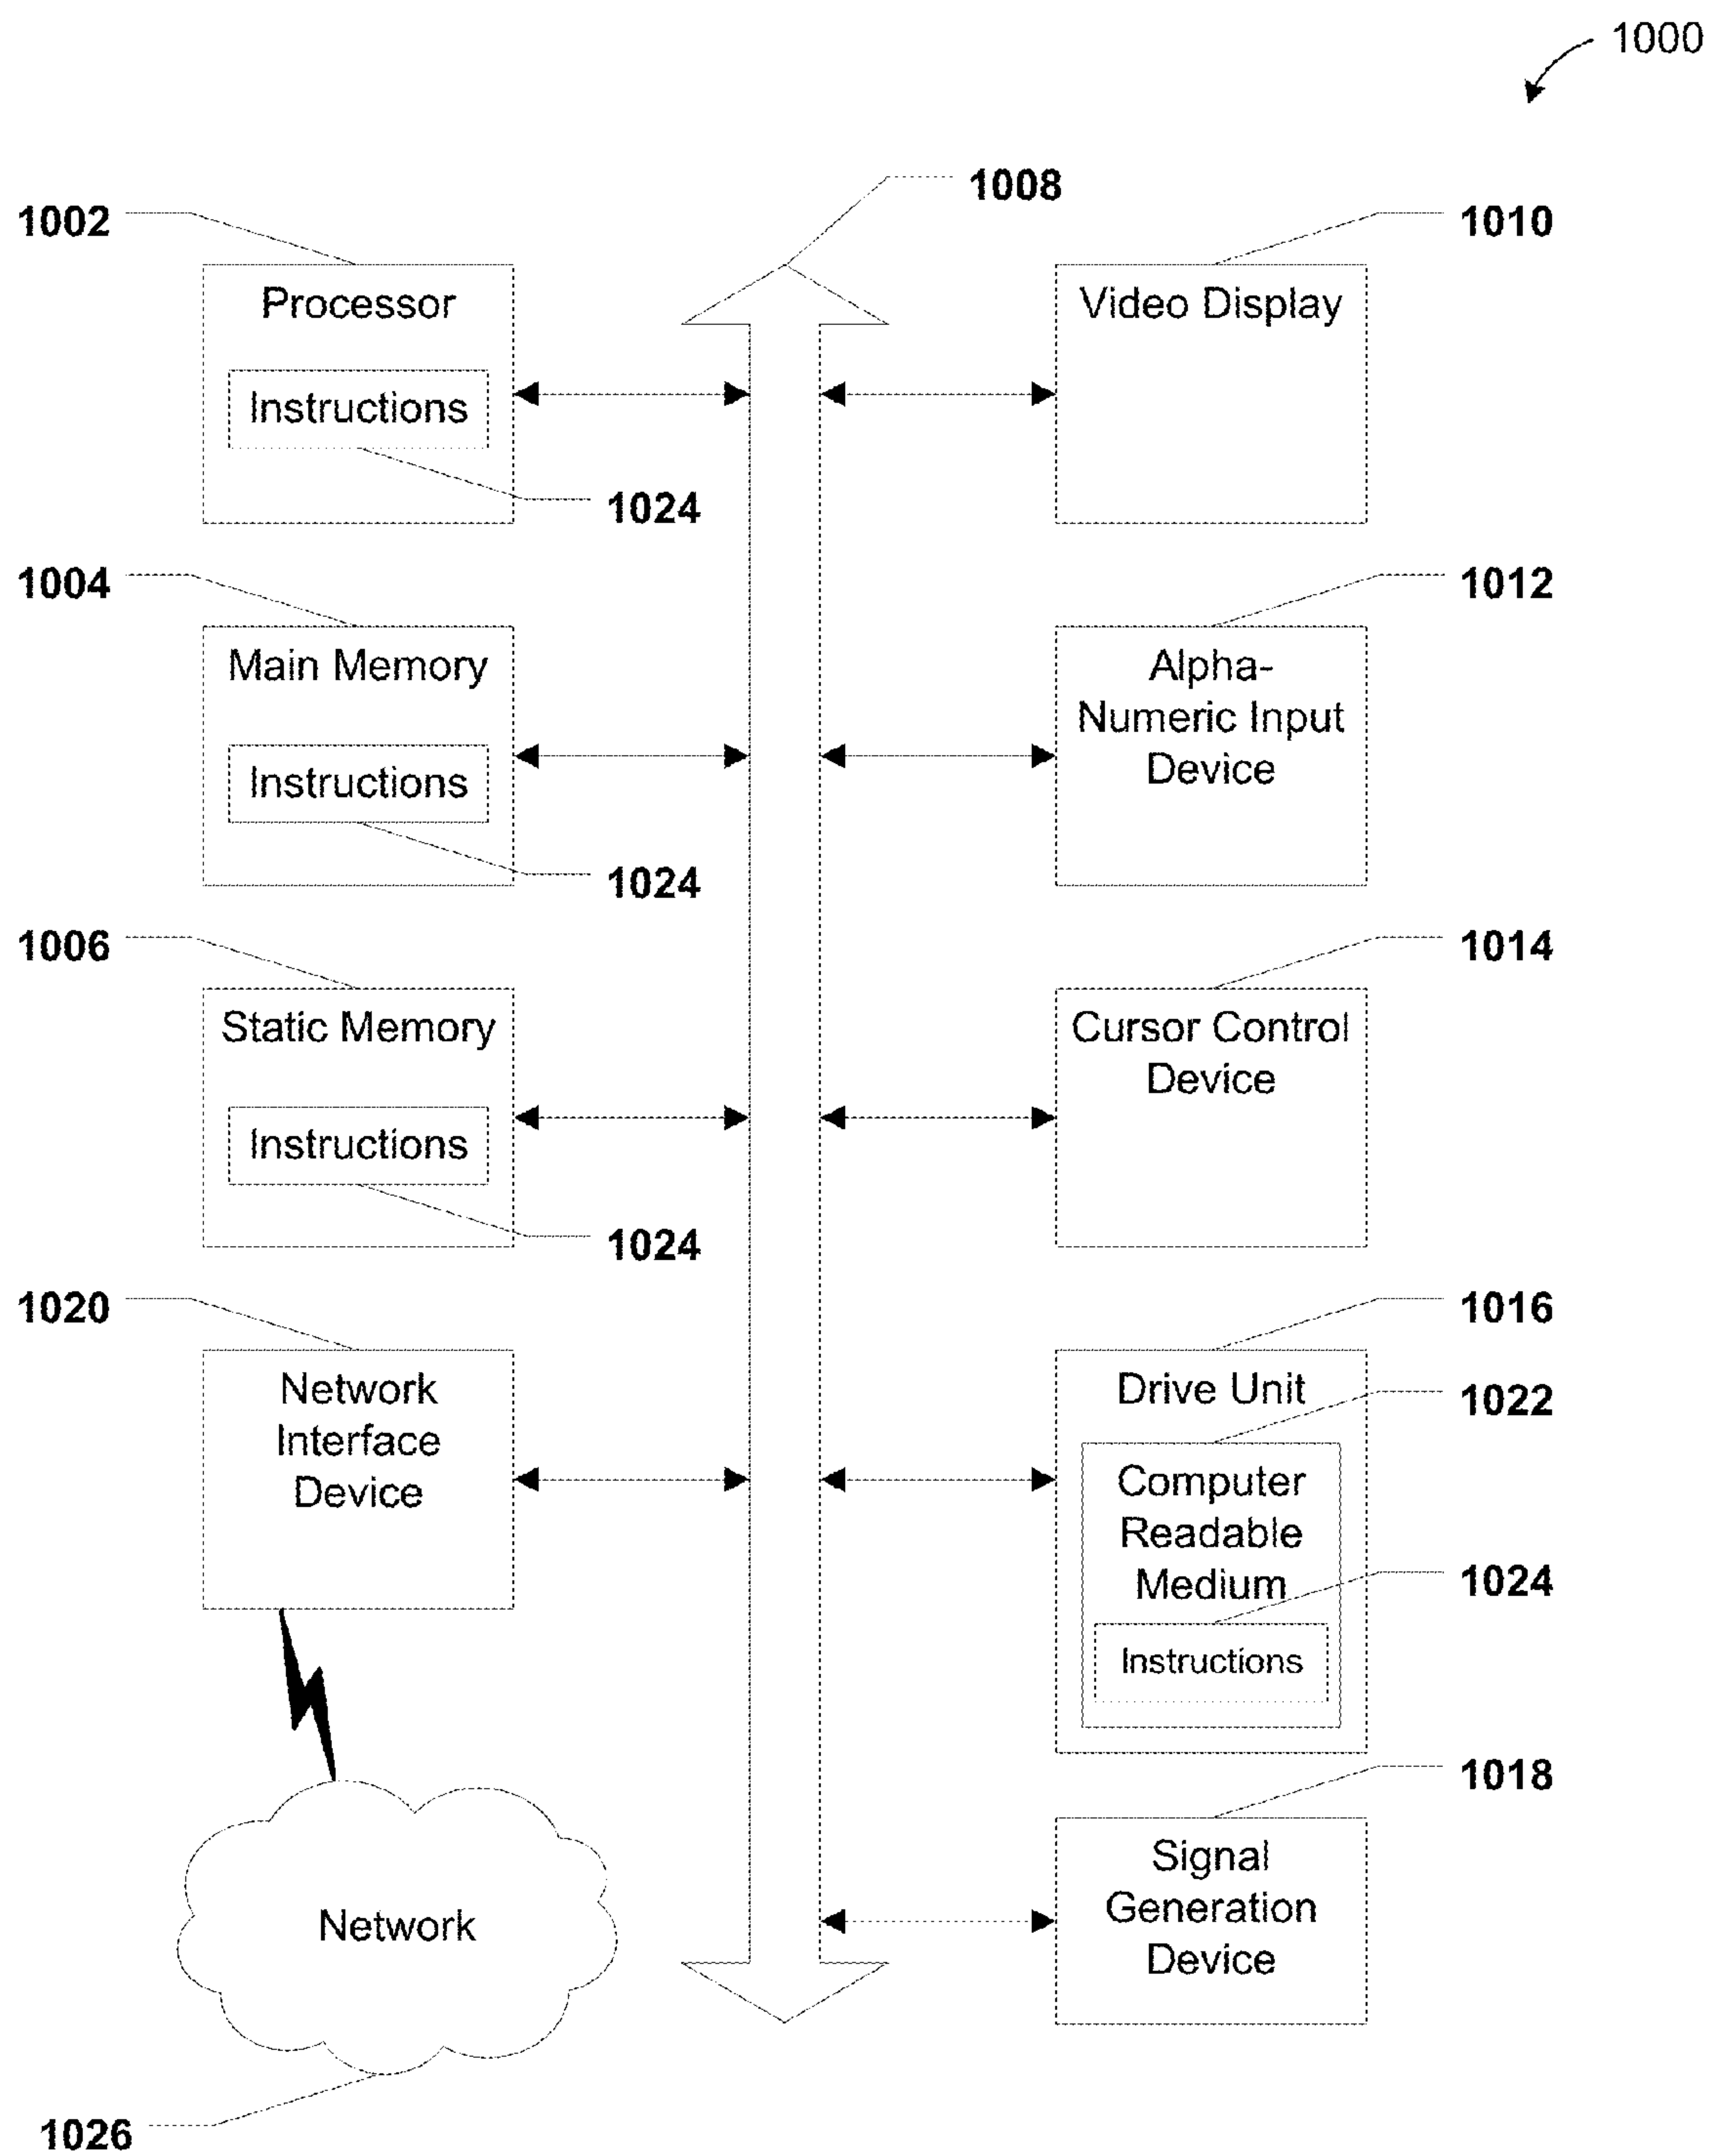 1000
1008
1002
Processor
Instructions
1024
1010
Video Display
1004
Main Memory
Instructions
1024
1012
Alpha-
Numeric Input
Device
1006
Static Memory
Instructions
1024
1014
Cursor Control
Device
1020
Network
Interface
Device
1016
Drive Unit
1022
Computer
Readable
Medium
1024
Instructions
1018
Signal
Generation
Device
Network
1026